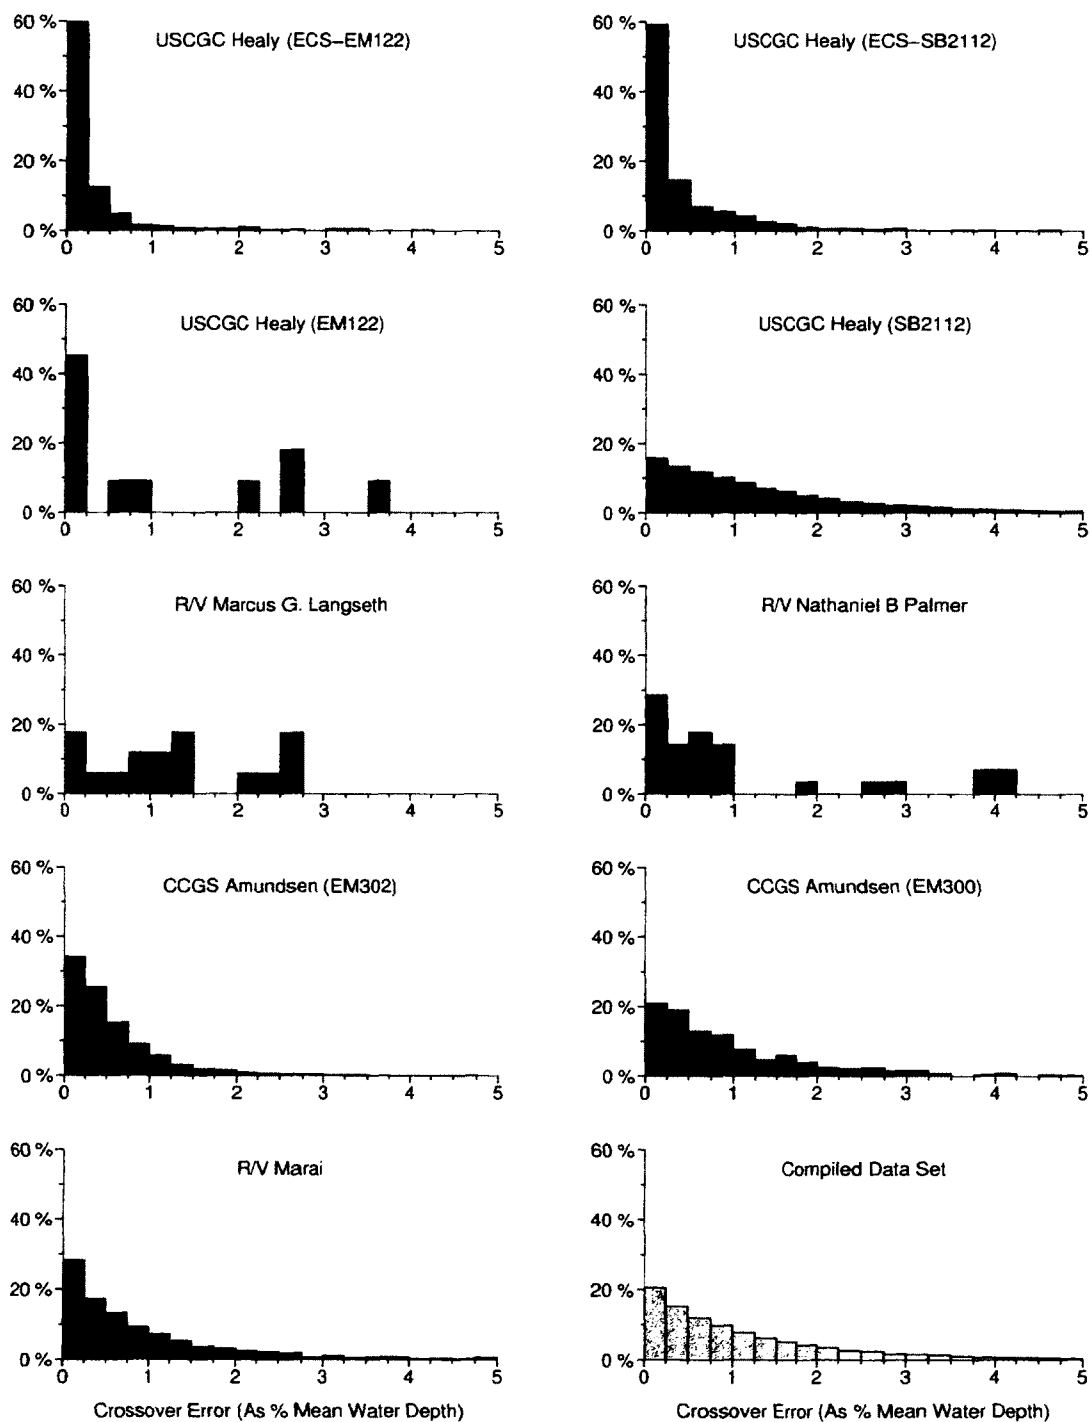 USCGC Healy (ECS–EM122)
60 %
40 %
20 %
0 %
0 1 2 3 4 5
USCGC Healy (ECS–SB2112)
60 %
40 %
20 %
0 %
0 1 2 3 4 5
USCGC Healy (EM122)
60 %
40 %
20 %
0 %
0 1 2 3 4 5
USCGC Healy (SB2112)
60 %
40 %
20 %
0 %
0 1 2 3 4 5
R/V Marcus G. Langseth
60 %
40 %
20 %
0 %
0 1 2 3 4 5
R/V Nathaniel B Palmer
60 %
40 %
20 %
0 %
0 1 2 3 4 5
CCGS Amundsen (EM302)
60 %
40 %
20 %
0 %
0 1 2 3 4 5
CCGS Amundsen (EM300)
60 %
40 %
20 %
0 %
0 1 2 3 4 5
R/V Marai
60 %
40 %
20 %
0 %
0 1 2 3 4 5
Crossover Error (As % Mean Water Depth)
Compiled Data Set
60 %
40 %
20 %
0 %
0 1 2 3 4 5
Crossover Error (As % Mean Water Depth)